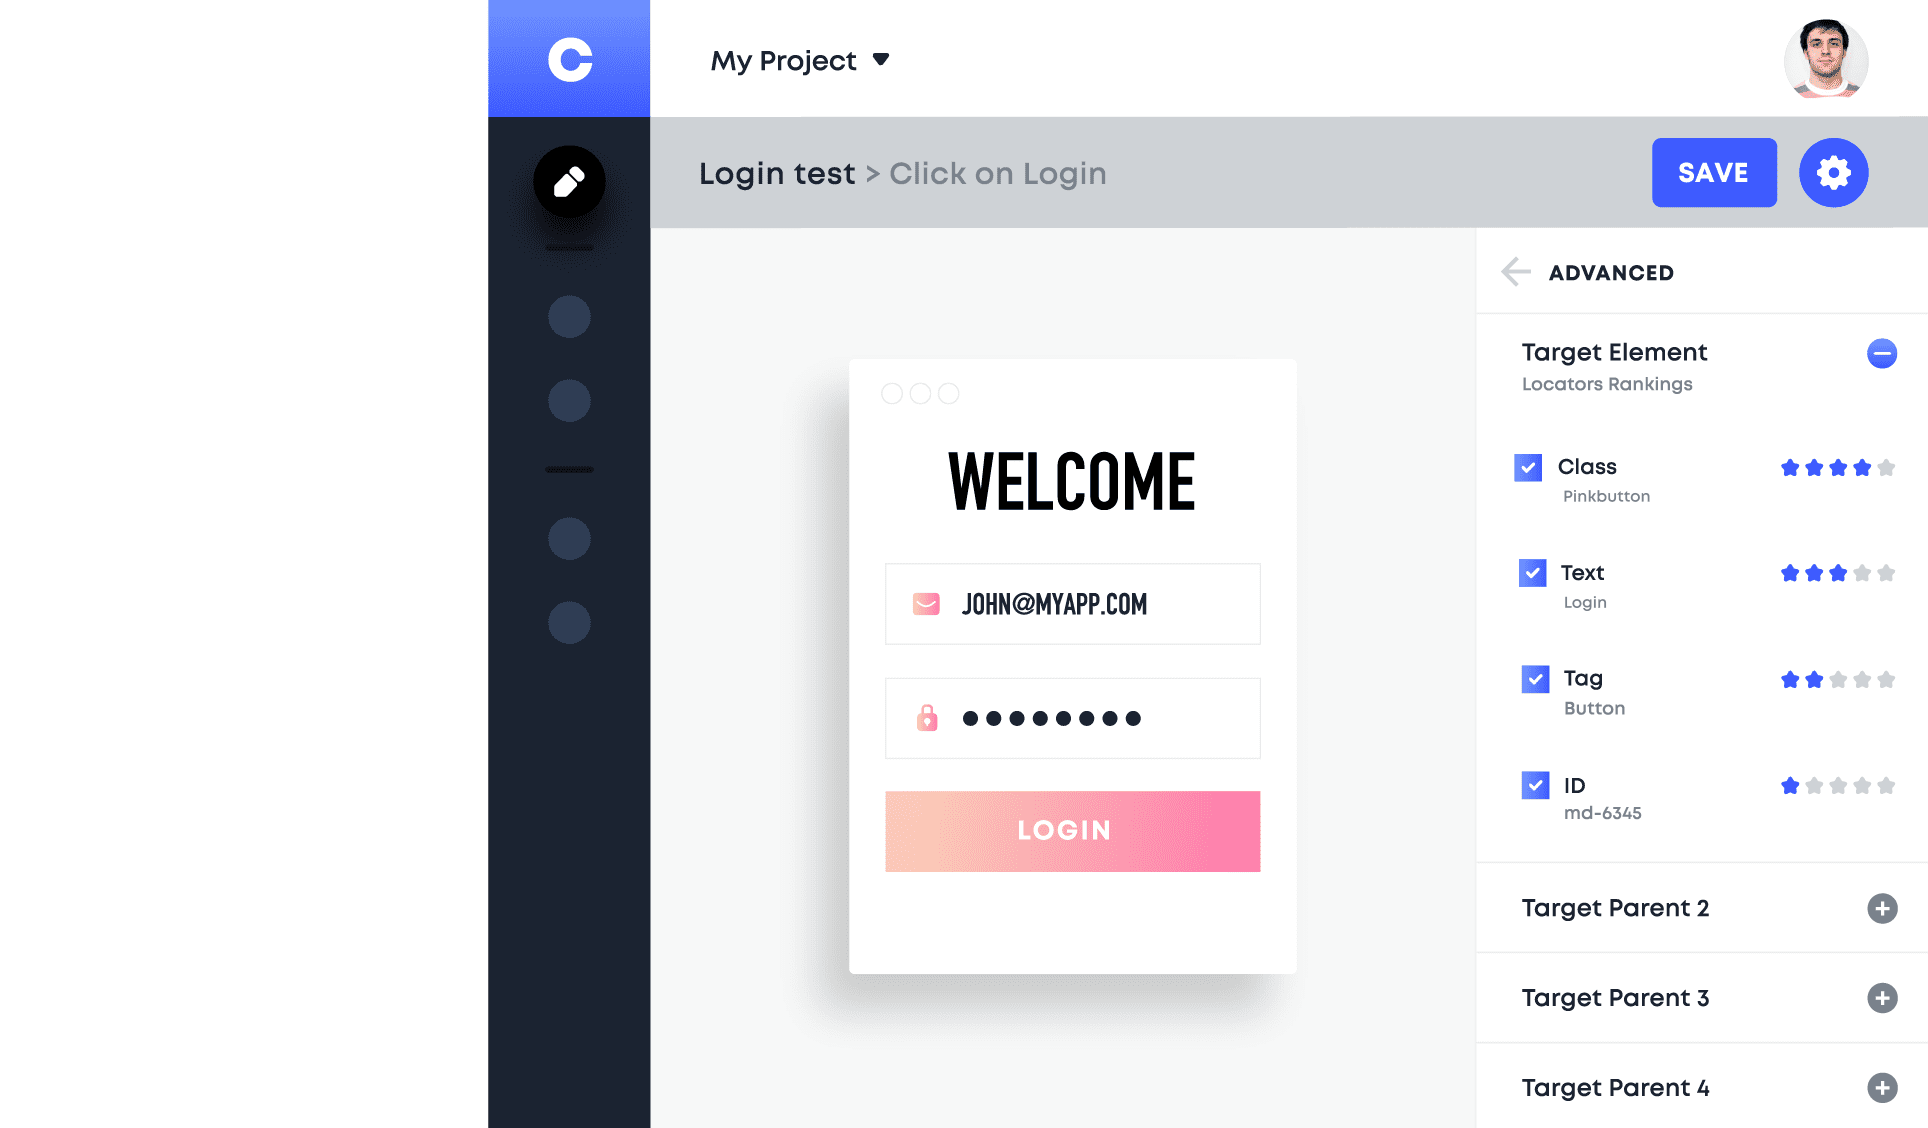 C
My Project
Login test > Click on Login
SAVE
ADVANCED
Target Element
Locators Rankings
Class
Pinkbutton
Text
Login
Tag
Button
ID
md-6345
Target Parent 2
Target Parent 3
Target Parent 4
WELCOME
JOHN@MYAPP.COM
LOGIN